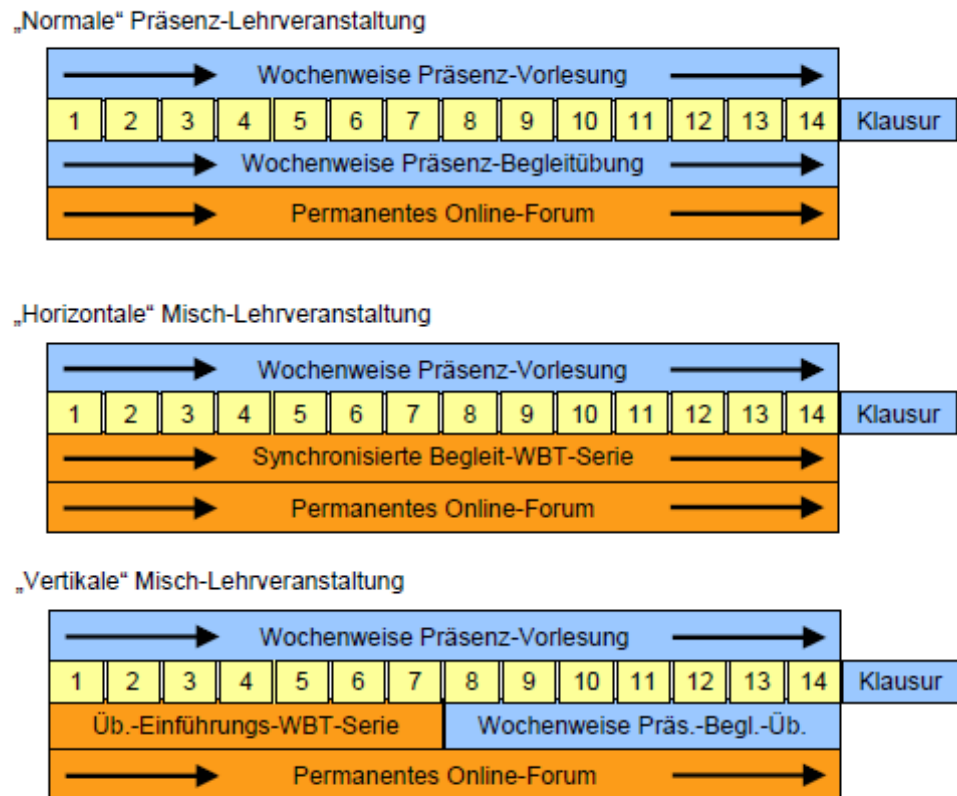 „Normale“ Präsenz-Lehrveranstaltung
Wochenweise Präsenz-Vorlesung
1 2 3 4 5 6 7 8 9 10 11 12 13 14 Klausur
Wochenweise Präsenz-Begleitübung
Permanentes Online-Forum
„Horizontale“ Misch-Lehrveranstaltung
Wochenweise Präsenz-Vorlesung
1 2 3 4 5 6 7 8 9 10 11 12 13 14 Klausur
Synchronisierte Begleit-WBT-Serie
Permanentes Online-Forum
„Vertikale“ Misch-Lehrveranstaltung
Wochenweise Präsenz-Vorlesung
1 2 3 4 5 6 7 8 9 10 11 12 13 14 Klausur
Üb.-Einführungs-WBT-Serie Wochenweise Präs.-Begl.-Üb.
Permanentes Online-Forum